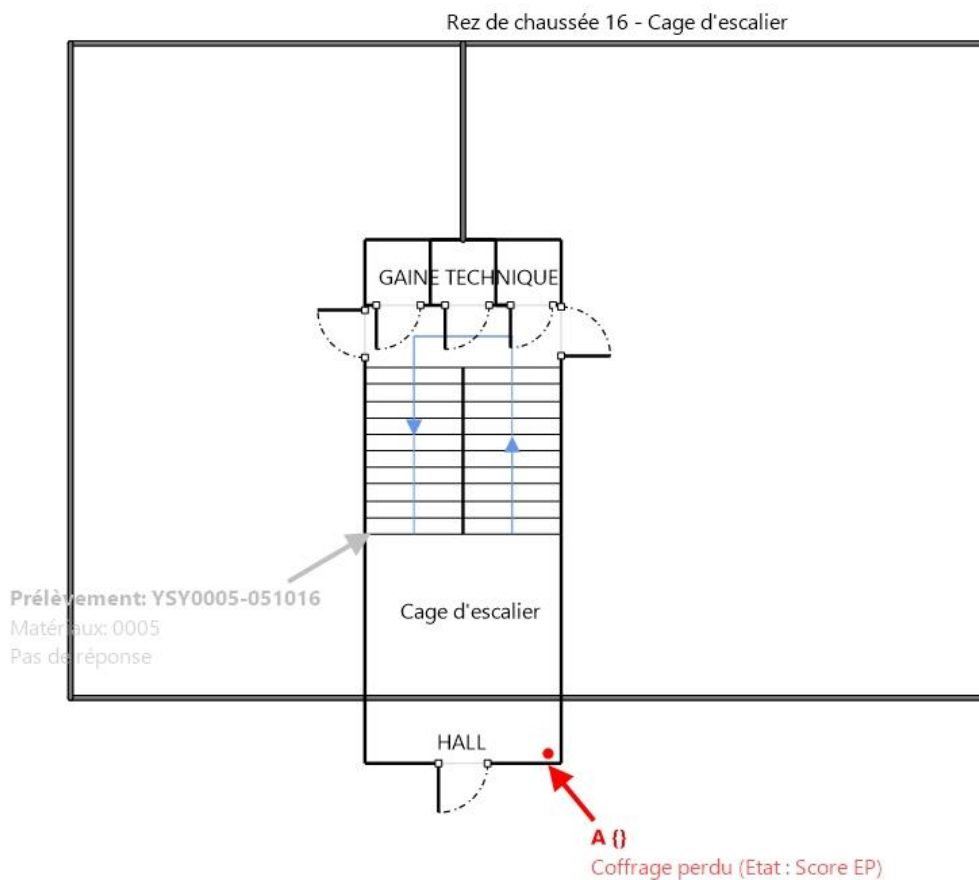 Rez de chaussée 16 - Cage d'escalier
GAINE TECHNIQUE
Prélèvement: YSY0005-051016
Matériaux: 0005
Pas de réponse
Cage d'escalier
HALL
A {}
Coffrage perdu (Etat : Score EP)